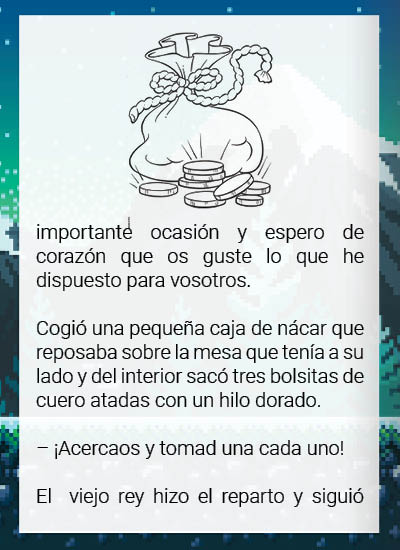 importante ocasión y espero de
corazón que os guste lo que he
dispuesto para vosotros.
Cogió una pequeña caja de nácar que
reposaba sobre la mesa que tenía a su
lado y del interior sacó tres bolsitas de
cuero atadas con un hilo dorado.
– ¡Acercaos y tomad una cada uno!
El viejo rey hizo el reparto y siguió